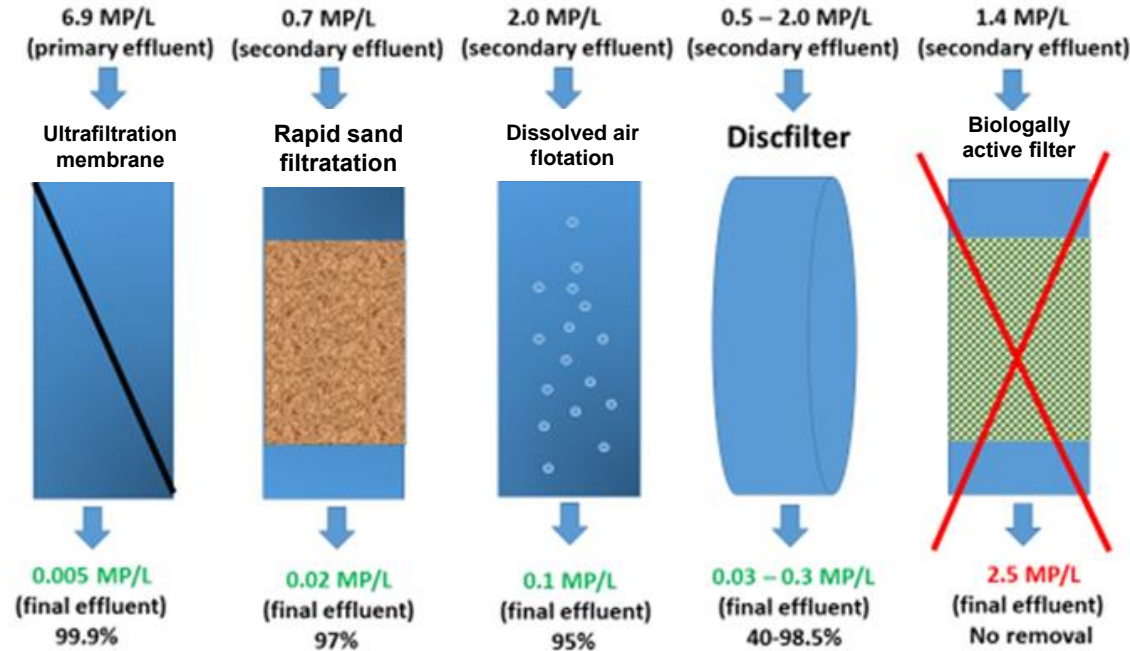 6.9 MP/L
(primary effluent)
Ultrafiltration
membrane
0.005 MP/L
(final effluent)
99.9%
0.7 MP/L
(secondary effluent)
Rapid sand
filtratation
0.02 MP/L
(final effluent)
97%
2.0 MP/L
(secondary effluent)
Dissolved air
flotation
0.1 MP/L
(final effluent)
95%
0.5 – 2.0 MP/L
(secondary effluent)
Discfilter
0.03 – 0.3 MP/L
(final effluent)
40-98.5%
1.4 MP/L
(secondary effluent)
Biologally
active filter
2.5 MP/L
(final effluent)
No removal